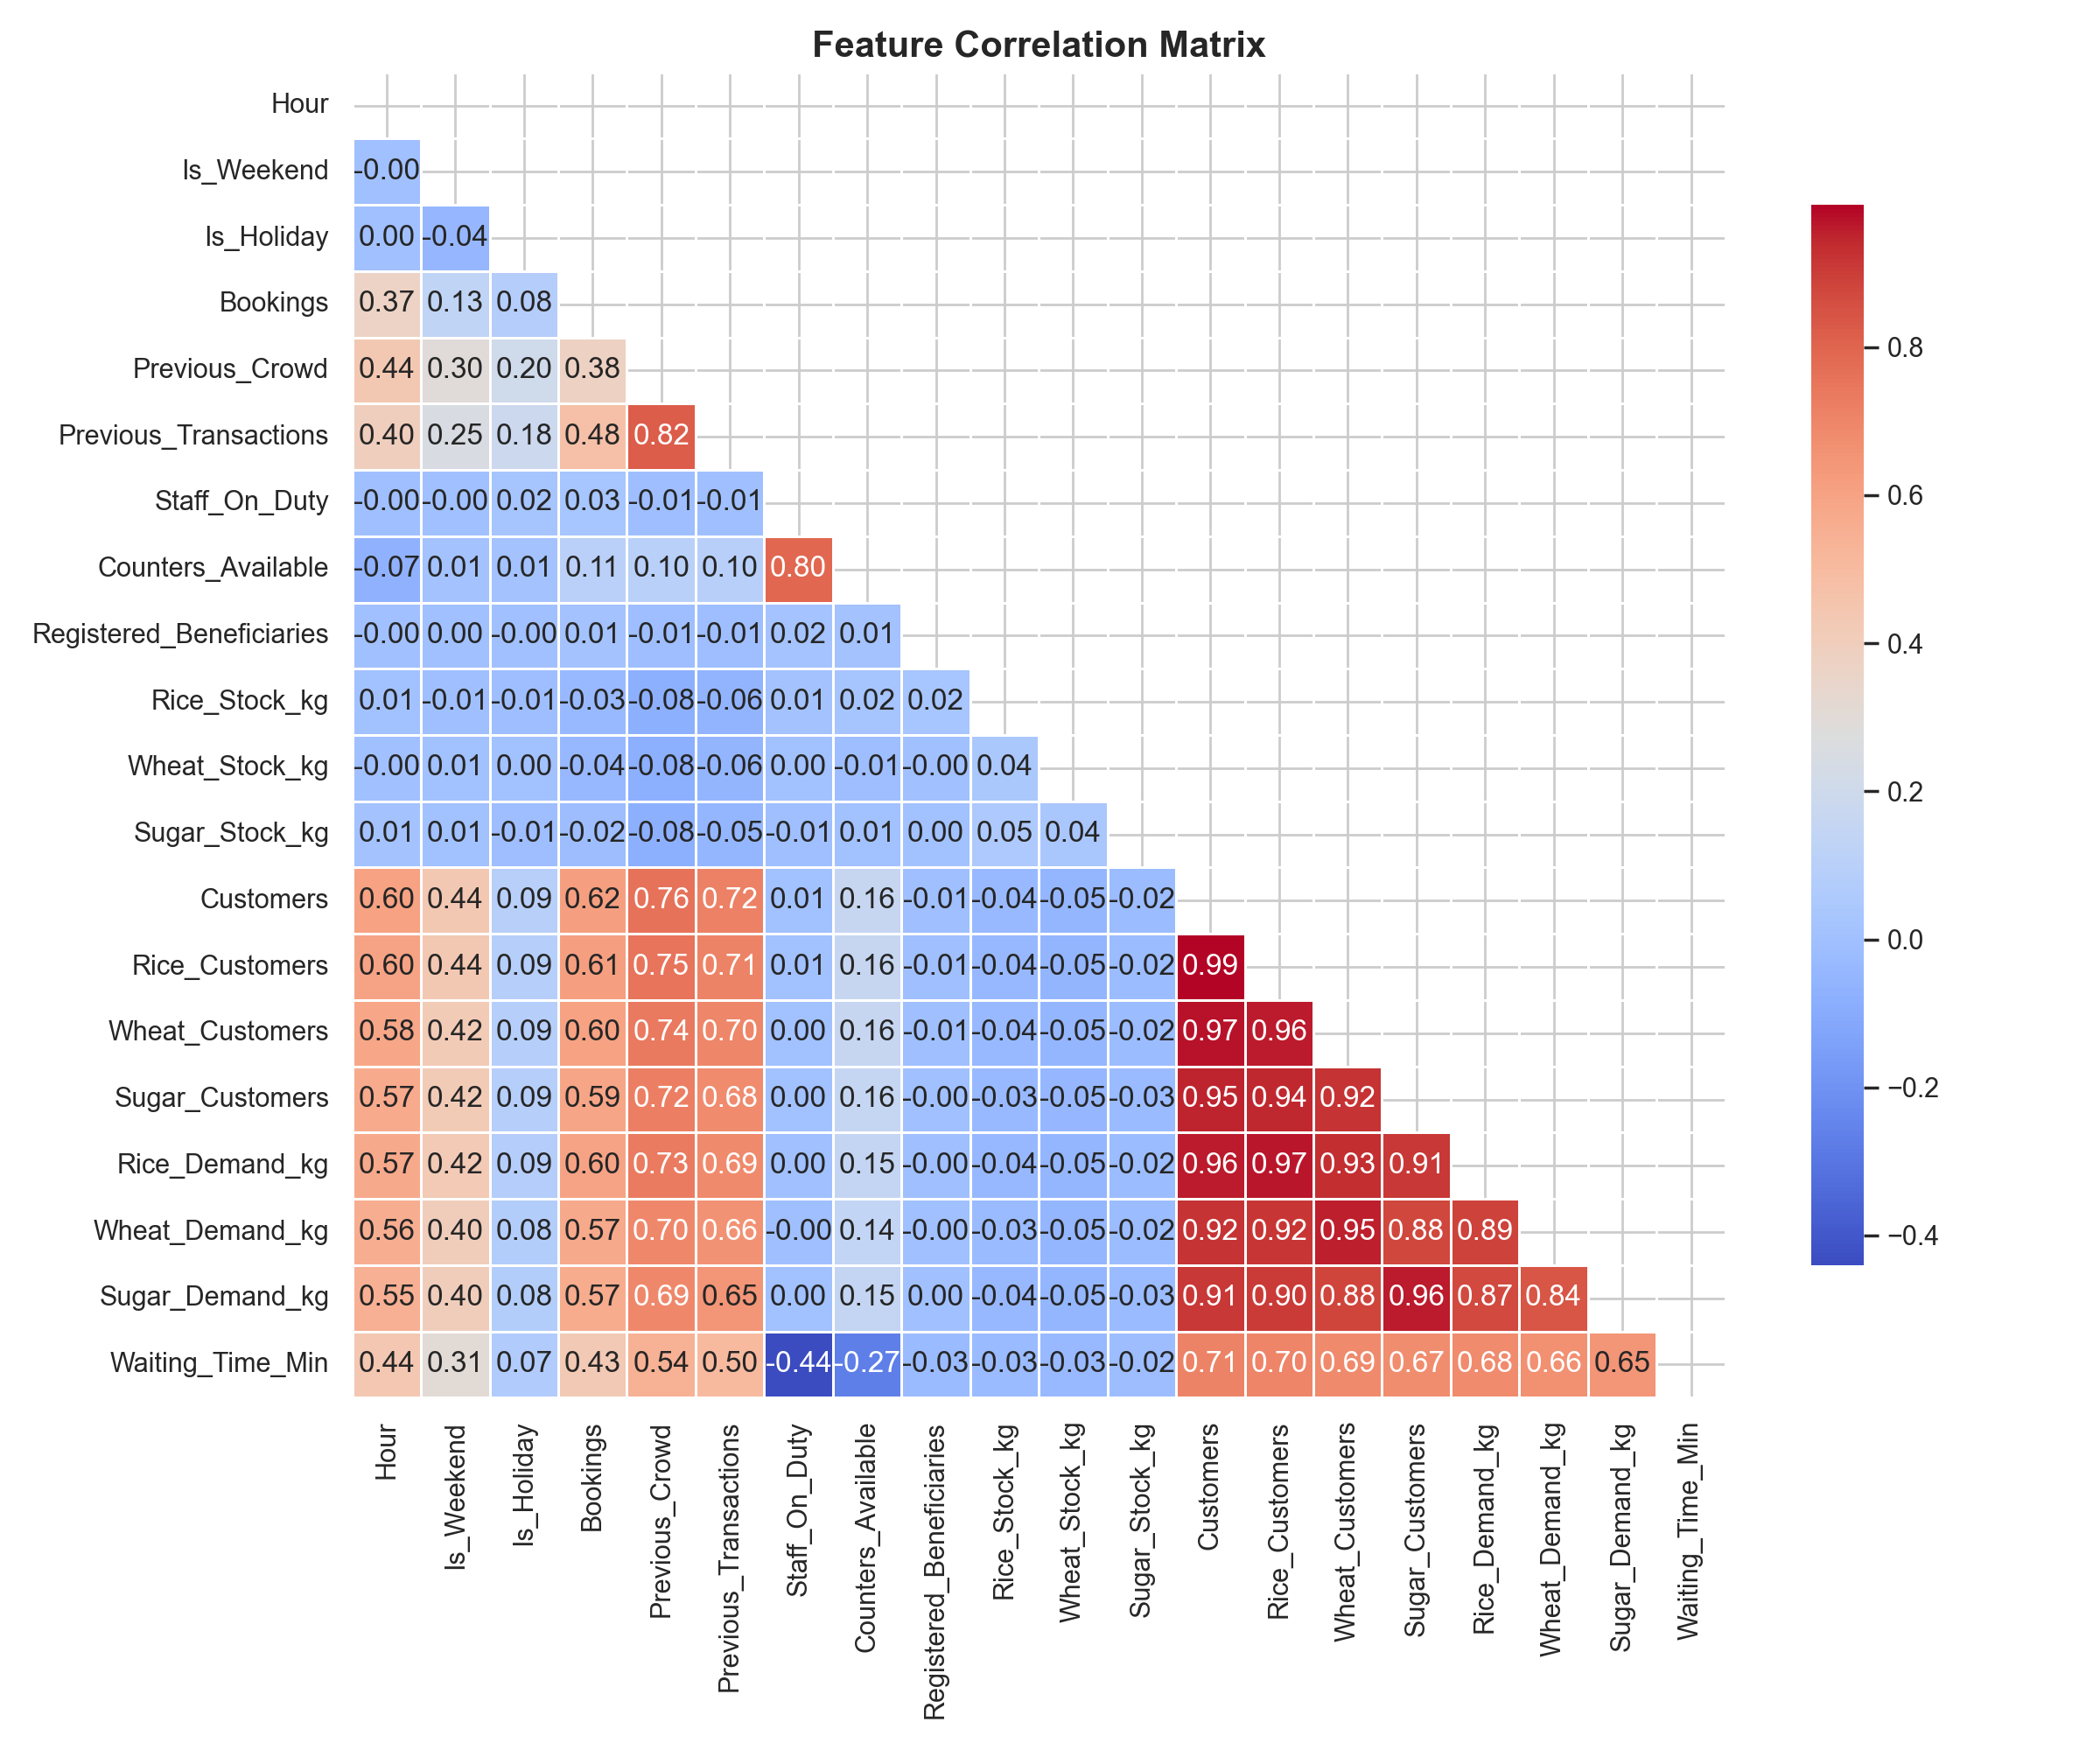 Feature Correlation Matrix
Hour
Is_Weekend -0.00
Is_Holiday 0.00 -0.04
Bookings 0.37 0.13 0.08
Previous_Crowd 0.44 0.30 0.20 0.38
Previous_Transactions 0.40 0.25 0.18 0.48 0.82
Staff_On_Duty -0.00 -0.00 0.02 0.03 -0.01 -0.01
Counters_Available -0.07 0.01 0.01 0.11 0.10 0.10 0.80
Registered_Beneficiaries -0.00 0.00 -0.00 0.01 -0.01 -0.01 0.02 0.01
Rice_Stock_kg 0.01 -0.01 -0.01 -0.03 -0.08 -0.06 0.01 0.02 0.02
Wheat_Stock_kg -0.00 0.01 0.00 -0.04 -0.08 -0.06 0.00 -0.01 -0.00 0.04
Sugar_Stock_kg 0.01 0.01 -0.01 -0.02 -0.08 -0.05 -0.01 0.01 0.00 0.05 0.04
Customers 0.60 0.44 0.09 0.62 0.76 0.72 0.01 0.16 -0.01 -0.04 -0.05 -0.02
Rice_Customers 0.60 0.44 0.09 0.61 0.75 0.71 0.01 0.16 -0.01 -0.04 -0.05 -0.02 0.99
Wheat_Customers 0.58 0.42 0.09 0.60 0.74 0.70 0.00 0.16 -0.01 -0.04 -0.05 -0.02 0.97 0.96
Sugar_Customers 0.57 0.42 0.09 0.59 0.72 0.68 0.00 0.16 -0.00 -0.03 -0.05 -0.03 0.95 0.94 0.92
Rice_Demand_kg 0.57 0.42 0.09 0.60 0.73 0.69 0.00 0.15 -0.00 -0.04 -0.05 -0.02 0.96 0.97 0.93 0.91
Wheat_Demand_kg 0.56 0.40 0.08 0.57 0.70 0.66 -0.00 0.14 -0.00 -0.03 -0.05 -0.02 0.92 0.92 0.95 0.88 0.89
Sugar_Demand_kg 0.55 0.40 0.08 0.57 0.69 0.65 0.00 0.15 0.00 -0.04 -0.05 -0.03 0.91 0.90 0.88 0.96 0.87 0.84
Waiting_Time_Min 0.44 0.31 0.07 0.43 0.54 0.50 -0.44 -0.27 -0.03 -0.03 -0.03 -0.02 0.71 0.70 0.69 0.67 0.68 0.66 0.65
Hour
Is_Weekend
Is_Holiday
Bookings
Previous_Crowd
Previous_Transactions
Staff_On_Duty
Counters_Available
Registered_Beneficiaries
Rice_Stock_kg
Wheat_Stock_kg
Sugar_Stock_kg
Customers
Rice_Customers
Wheat_Customers
Sugar_Customers
Rice_Demand_kg
Wheat_Demand_kg
Sugar_Demand_kg
Waiting_Time_Min
0.8
0.6
0.4
0.2
0.0
−0.2
−0.4